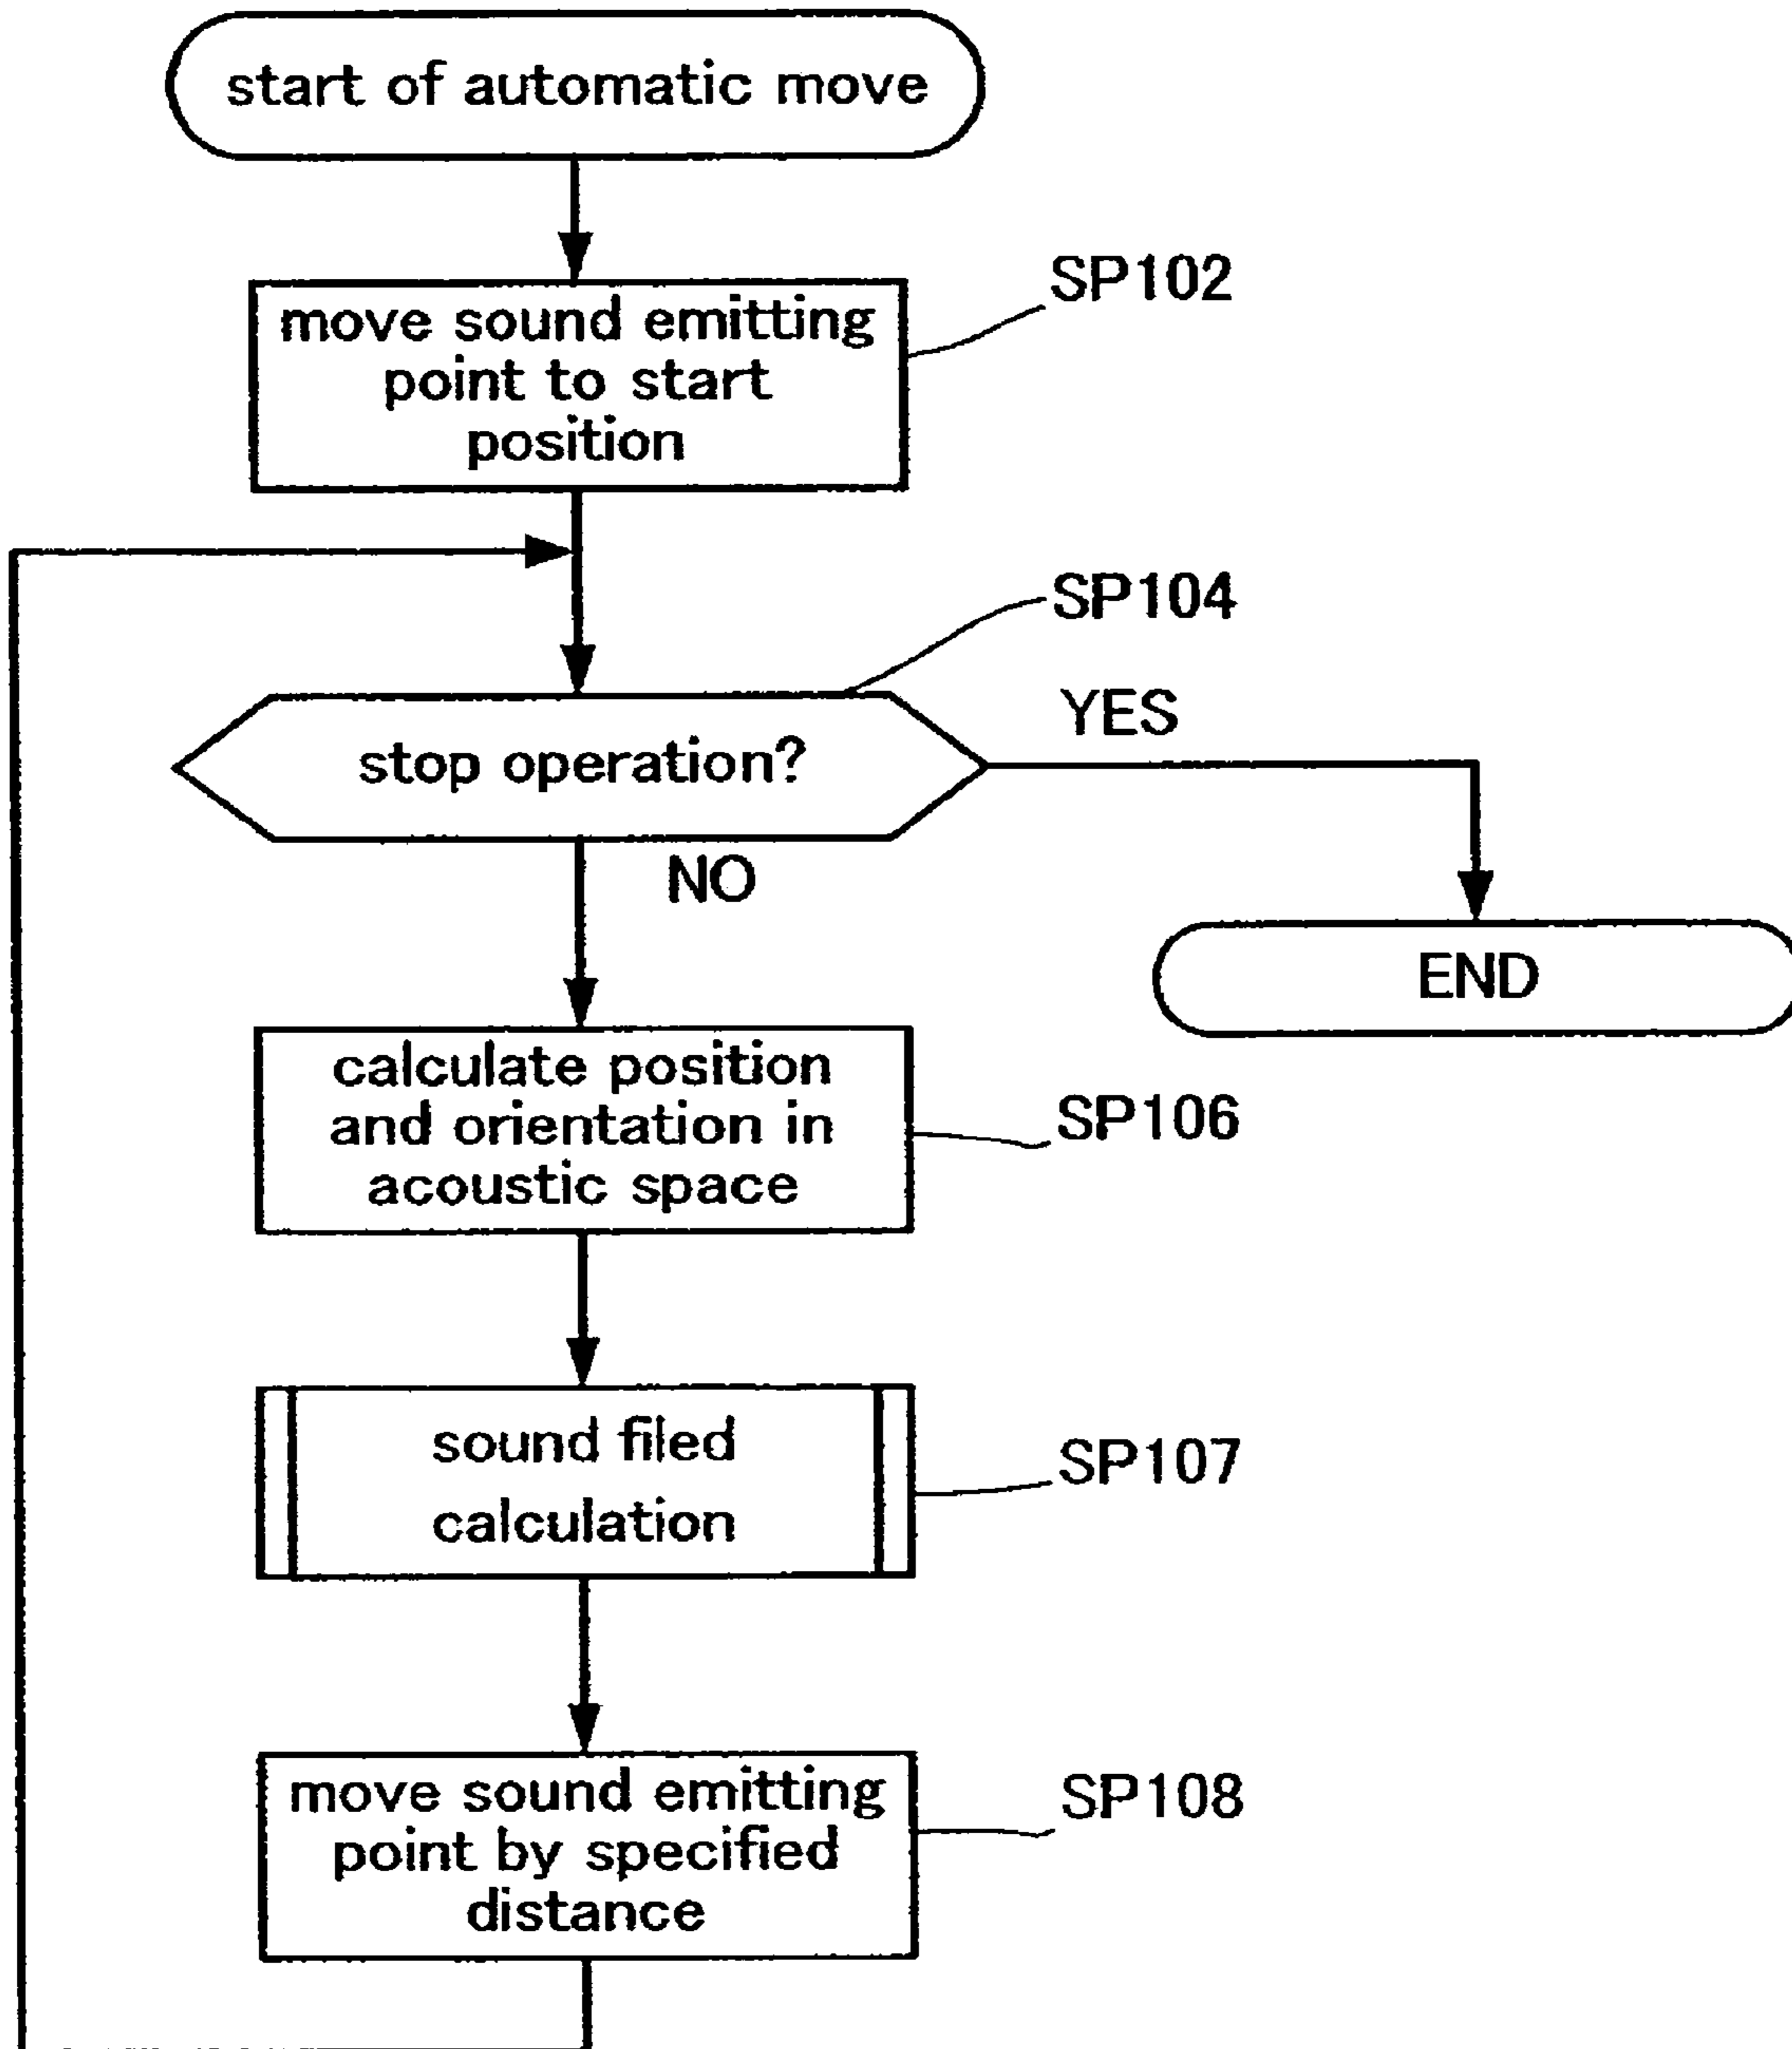 start of automatic move
SP102
move sound emitting
point to start
position
SP104
YES
stop operation?
NO
END
calculate position
and orientation in
acoustic space
SP106
sound filed
calculation
SP107
move sound emitting
point by specified
distance
SP108